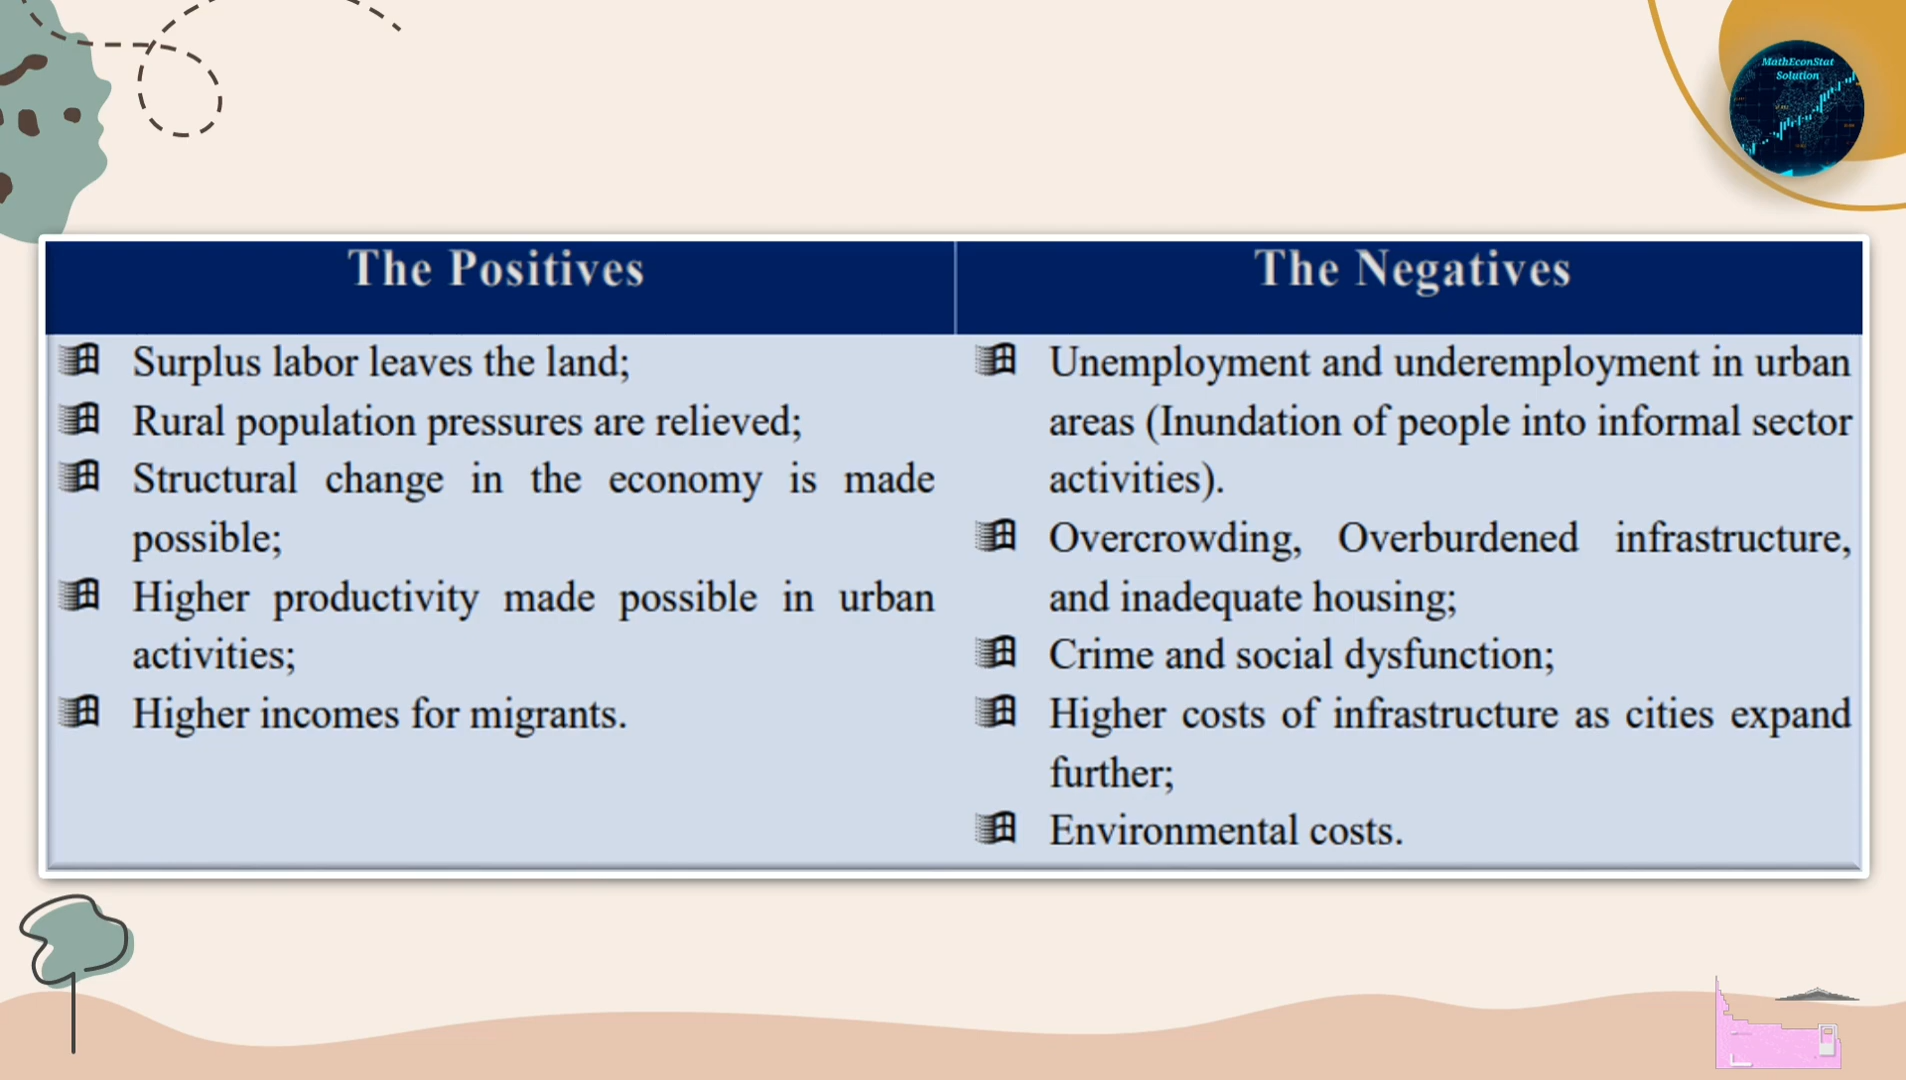 MathEconStat
Solution
The Positives
The Negatives
Surplus labor leaves the land;
Rural population pressures are relieved;
Structural change in the economy is made
possible;
Higher productivity made possible in urban
activities;
Higher incomes for migrants.
Unemployment and underemployment in urban
areas (Inundation of people into informal sector
activities).
Overcrowding, Overburdened infrastructure,
and inadequate housing;
Crime and social dysfunction;
Higher costs of infrastructure as cities expand
further;
Environmental costs.